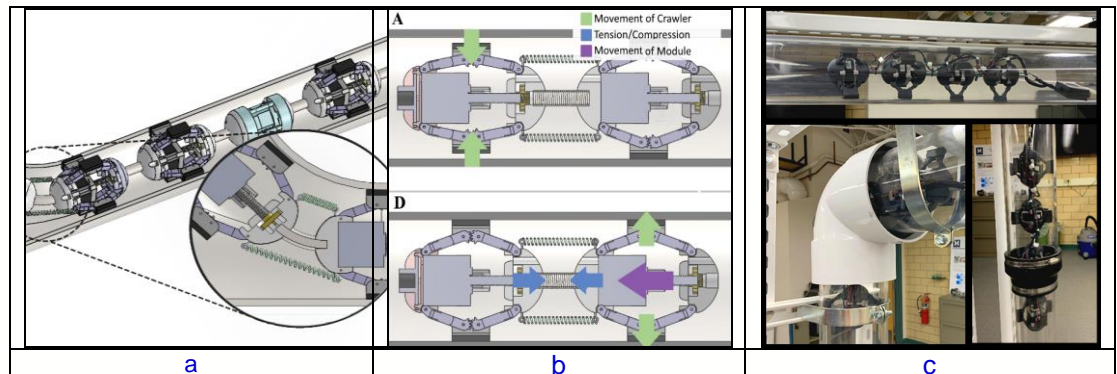 A
Movement of Crawler
Tension/Compression
Movement of Module
D
a
b
c